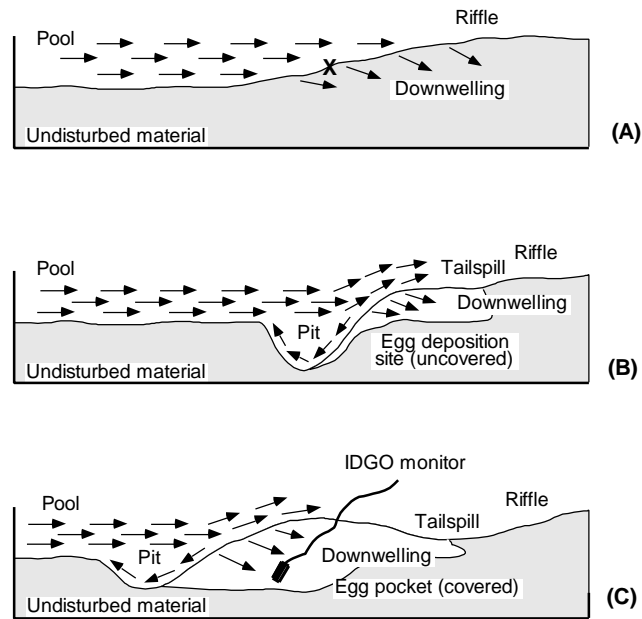 Riffle
Pool
X
Downwelling
Undisturbed material
(A)
Riffle
Pool
Tailspill
Downwelling
Pit
Egg deposition
site (uncovered)
Undisturbed material
(B)
IDGO monitor
Riffle
Pool
Tailspill
Pit
Downwelling
Egg pocket (covered)
Undisturbed material
(C)